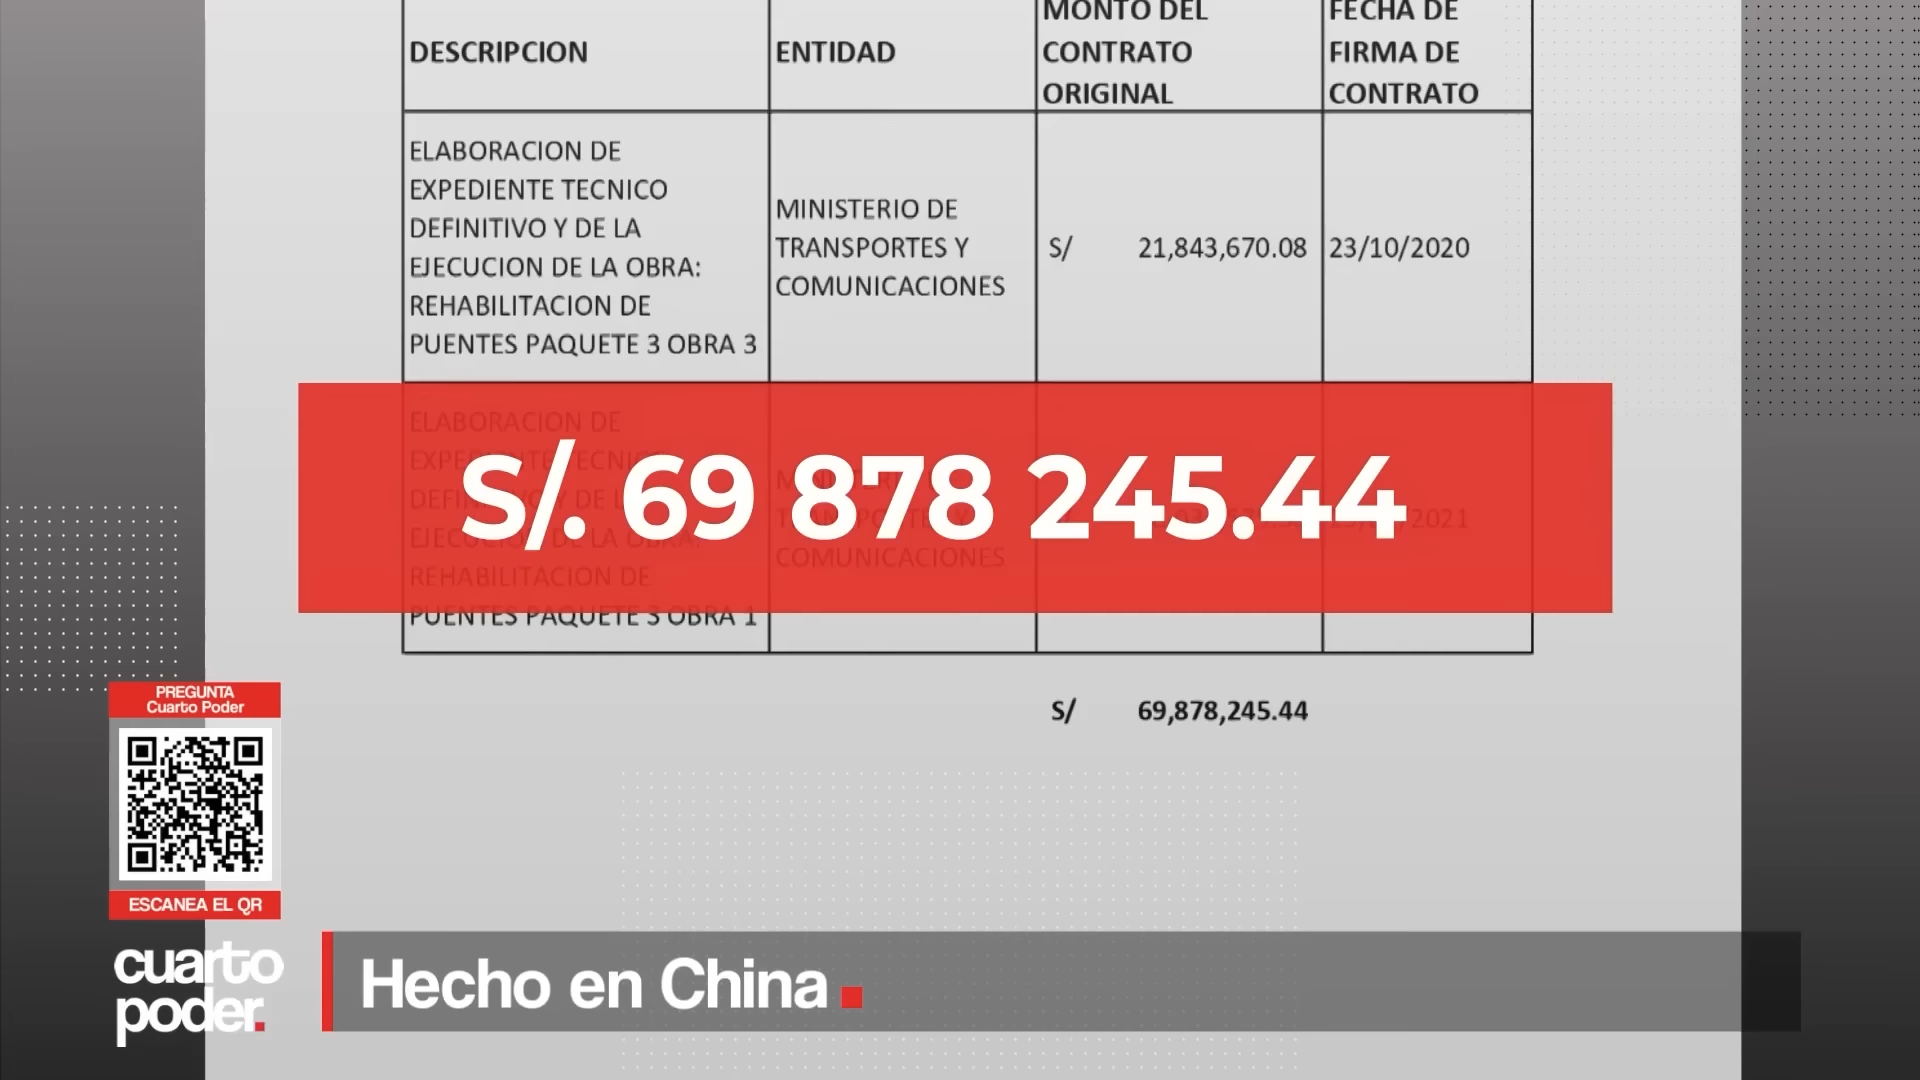 DESCRIPCION
ENTIDAD
MONTO DEL
CONTRATO
ORIGINAL
FECHA DE
FIRMA DE
CONTRATO
ELABORACION DE
EXPEDIENTE TECNICO
DEFINITIVO Y DE LA
EJECUCION DE LA OBRA:
REHABILITACION DE
PUENTES PAQUETE 3 OBRA 3
MINISTERIO DE
TRANSPORTES Y
COMUNICACIONES
S/ 21,843,670.08
23/10/2020
ELABORACION DE
REHABILITACION DE
PUENTES PAQUETE 3 OBRA 1
COMUNICACIONES
S/. 69 878 245.44
S/ 69,878,245.44
PREGUNTA
Cuarto Poder
ESCANEA EL QR
cuarto
poder.
Hecho en China